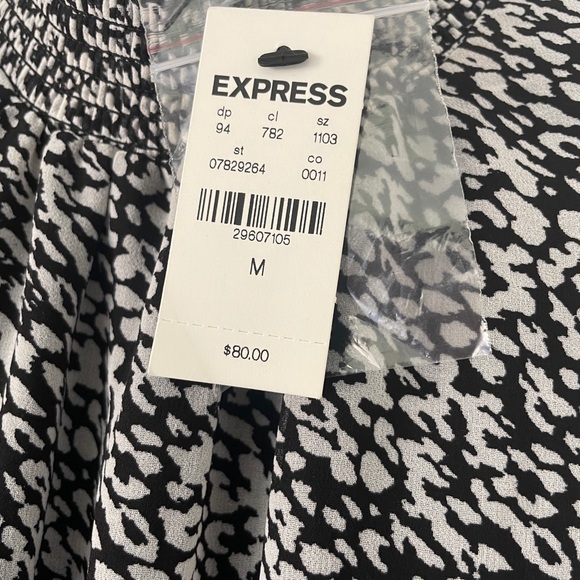 EXPRESS
dp cl sz
94 782 1103
st co
07829264 0011
29607105
M
$80.00